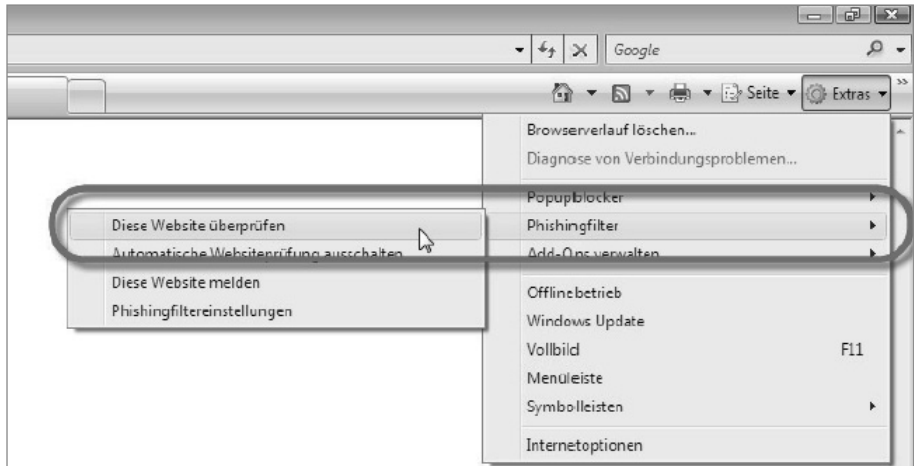 Google
Seite
Extras
Browserverlauf löschen...
Diagnose von Verbindungsproblemen...
Popupblocker
Phishingfilter
Add-Ons verwalten
Diese Website überprüfen
Automatische Websiteprüfung ausschalten
Diese Website melden
Phishingfiltereinstellungen
Offlinebetrieb
Windows Update
Vollbild F11
Menüleiste
Symbolleisten
Internetoptionen